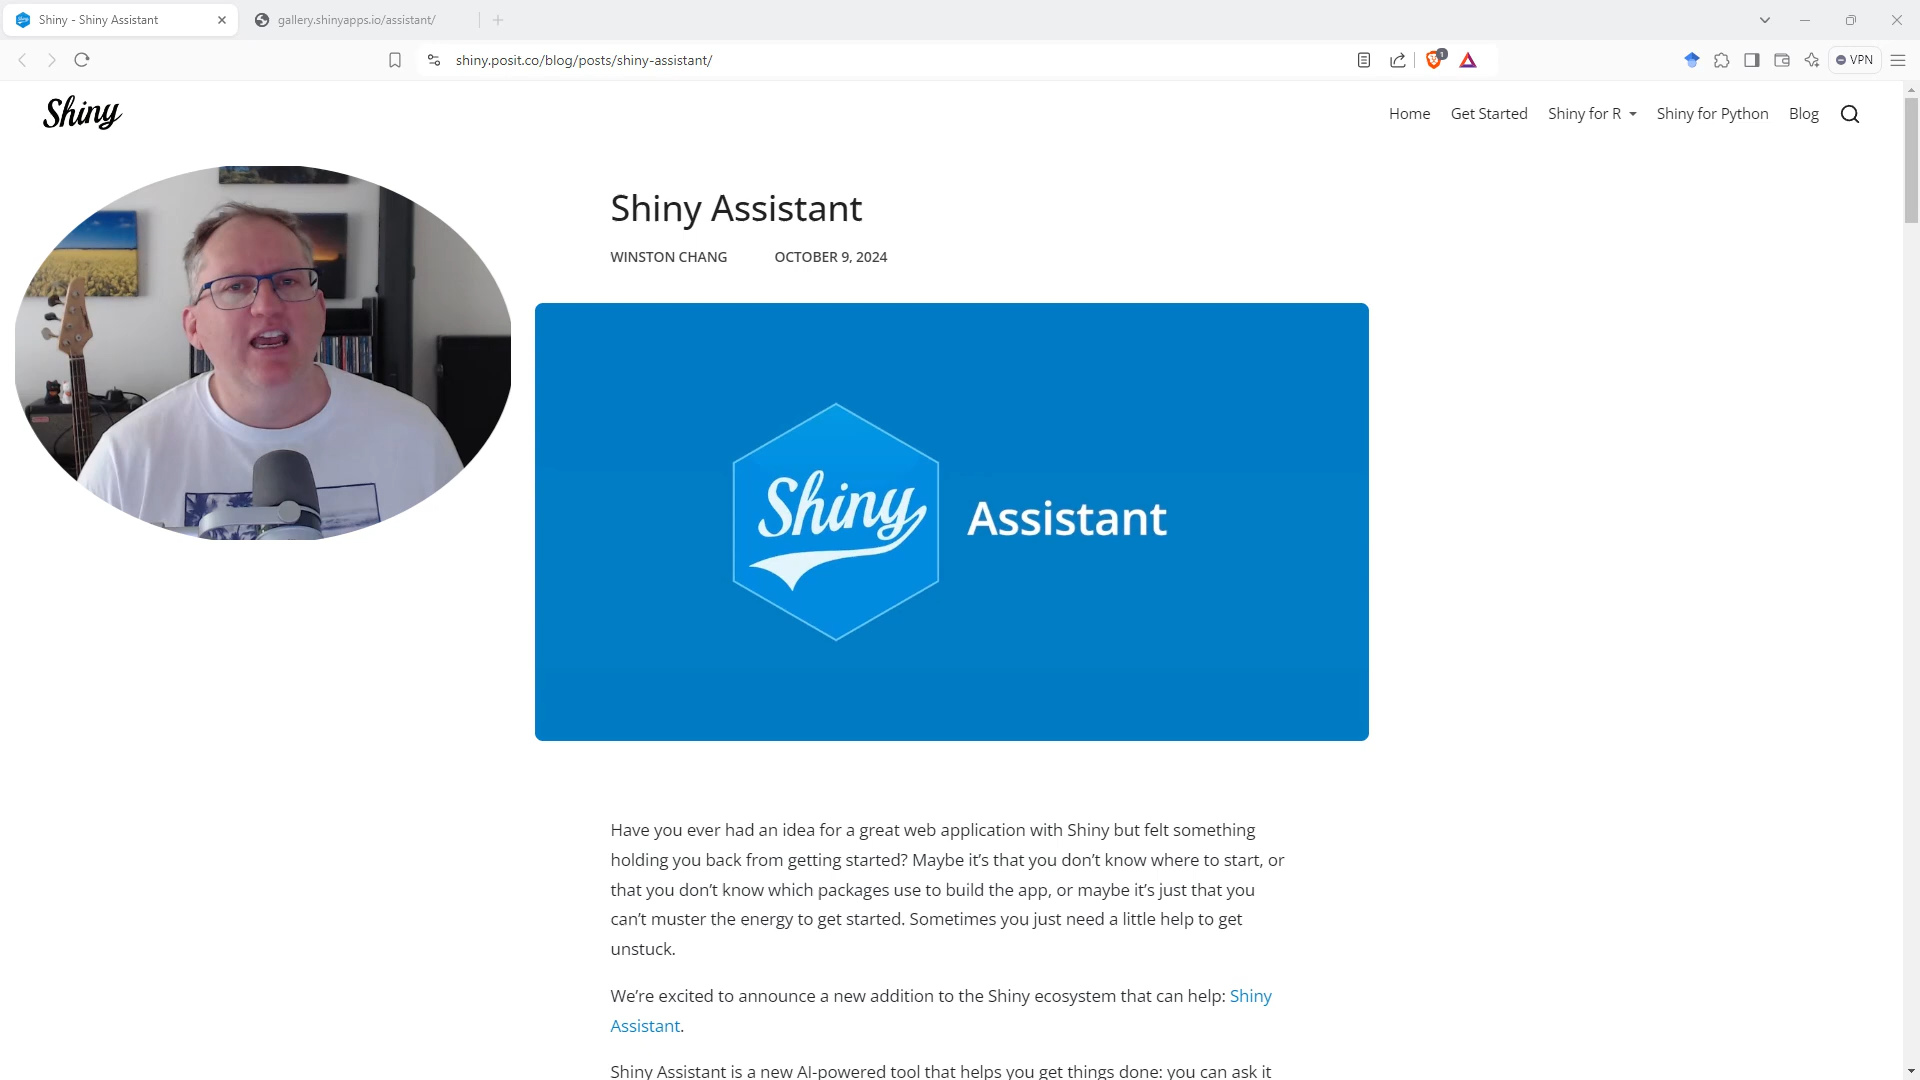 Shiny - Shiny Assistant
gallery.shinyapps.io/assistant/
shiny.posit.co/blog/posts/shiny-assistant/
1
VPN
Shiny
Home Get Started Shiny for R Shiny for Python Blog
Shiny Assistant
WINSTON CHANG OCTOBER 9, 2024
Shiny Assistant
Have you ever had an idea for a great web application with Shiny but felt something
holding you back from getting started? Maybe it’s that you don’t know where to start, or
that you don’t know which packages use to build the app, or maybe it’s just that you
can’t muster the energy to get started. Sometimes you just need a little help to get
unstuck.
We’re excited to announce a new addition to the Shiny ecosystem that can help: Shiny
Assistant.
Shiny Assistant is a new AI-powered tool that helps you get things done: you can ask it